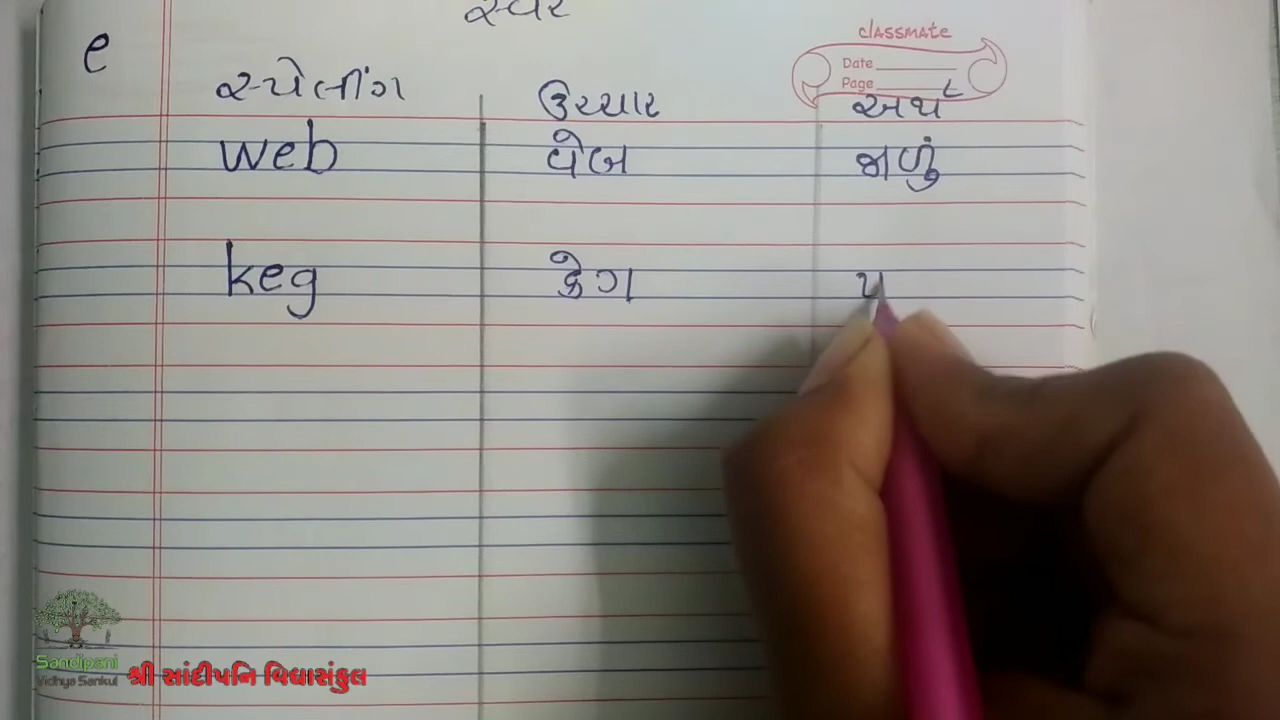 સ્વર
e
classmate
Date
Page
સ્પેલીંગ ઉચ્ચાર અર્થ
web વેબ જાળું
keg કેગ પ
Sandipani
Vidhya Sankul
શ્રી સાંદીપનિ વિદ્યાસંકુલ